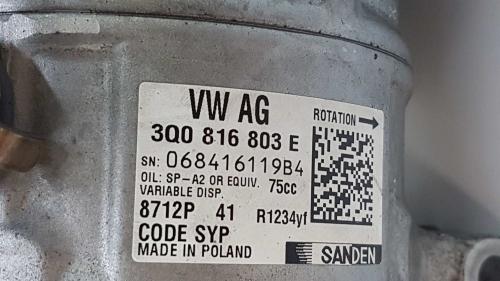 VW AG
ROTATION
3Q0 816 803 E
SN: 068416119B4
OIL: SP-A2 OR EQUIV. 75cc
VARIABLE DISP.
8712P 41 R1234yf
CODE SYP
MADE IN POLAND
SANDEN